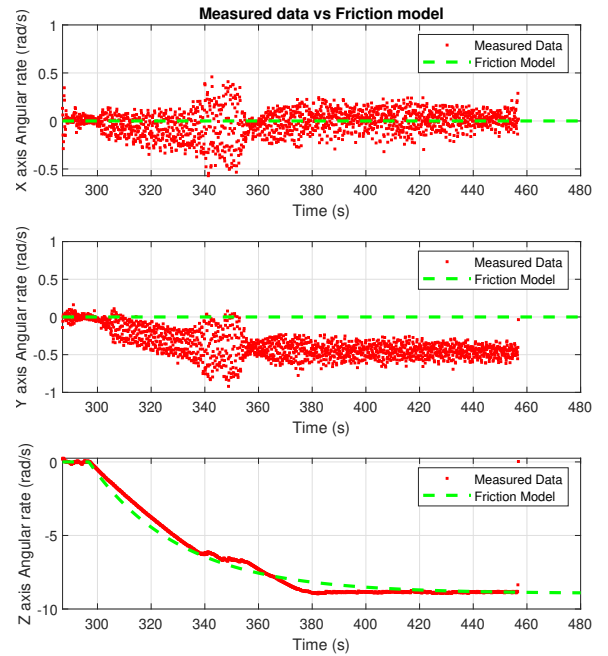 Measured data vs Friction model
X axis Angular rate (rad/s)
1
0.5
0
-0.5
Measured Data
Friction Model
300 320 340 360 380 400 420 440 460 480
Time (s)
Y axis Angular rate (rad/s)
1
0.5
0
-0.5
-1
Measured Data
Friction Model
300 320 340 360 380 400 420 440 460 480
Time (s)
Z axis Angular rate (rad/s)
0
-5
-10
Measured Data
Friction Model
300 320 340 360 380 400 420 440 460 480
Time (s)